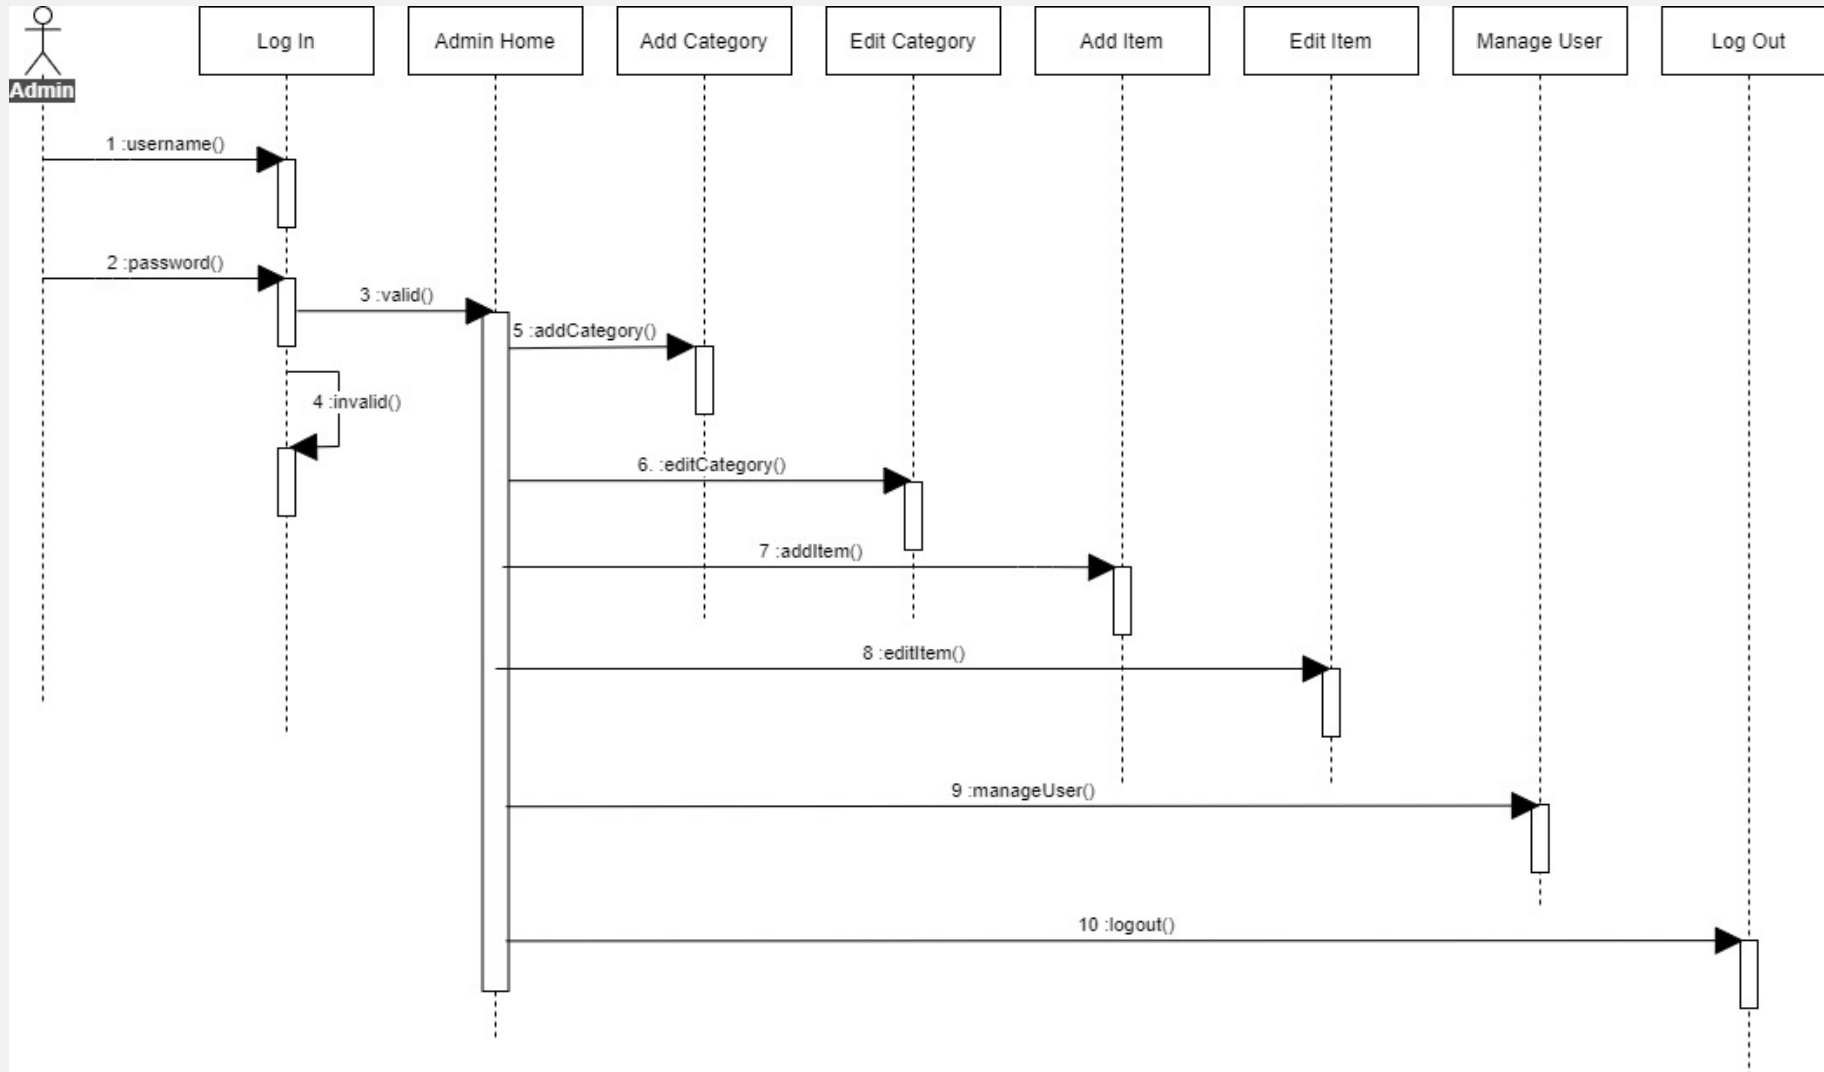 Log In
Admin Home
Add Category
Edit Category
Add Item
Edit Item
Manage User
Log Out
Admin
1 :username()
2 :password()
3 :valid()
5 :addCategory()
4 :invalid()
6. :editCategory()
7 :addItem()
8 :editItem()
9 :manageUser()
10 :logout()